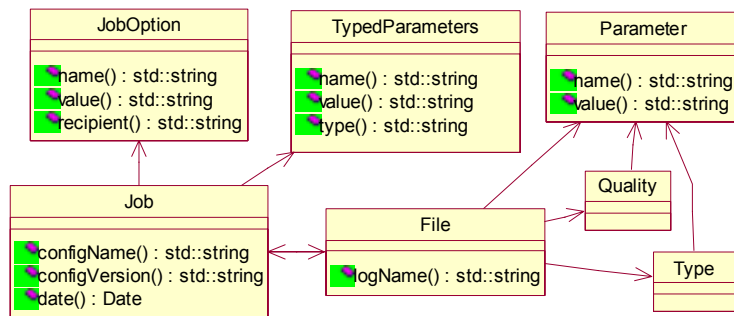 JobOption
name() : std::string
value() : std::string
recipient() : std::string
TypedParameters
name() : std::string
value() : std::string
type() : std::string
Parameter
name() : std::string
value() : std::string
Job
configName() : std::string
configVersion() : std::string
date() : Date
File
logName() : std::string
Quality
Type